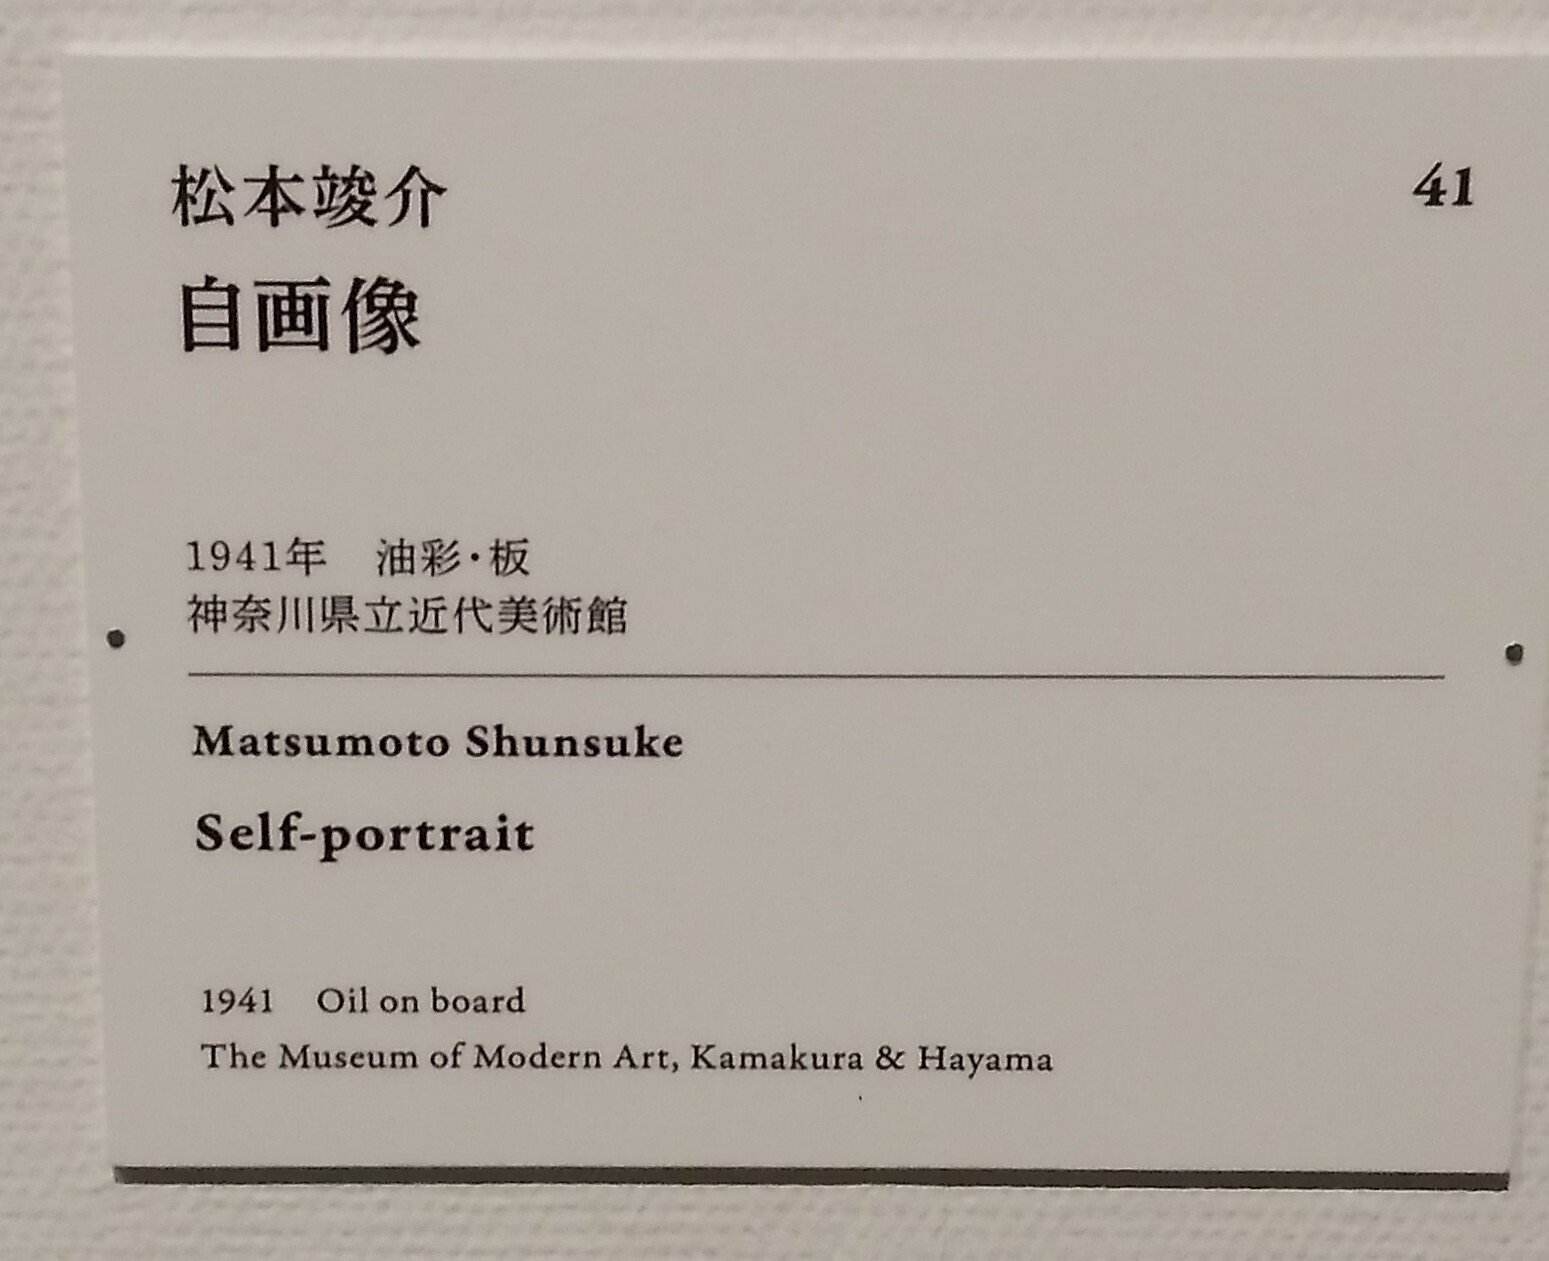 松本竣介 41
自画像
1941年　油彩・板
神奈川県立近代美術館
Matsumoto Shunsuke
Self-portrait
1941　Oil on board
The Museum of Modern Art, Kamakura & Hayama